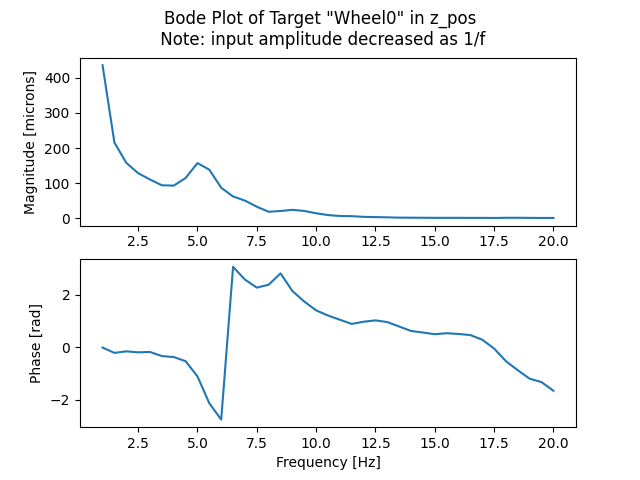 Bode Plot of Target "Wheel0" in z_pos
Note: input amplitude decreased as 1/f
Magnitude [microns]
400
300
200
100
0
2.5 5.0 7.5 10.0 12.5 15.0 17.5 20.0
Phase [rad]
2
0
−2
2.5 5.0 7.5 10.0 12.5 15.0 17.5 20.0
Frequency [Hz]